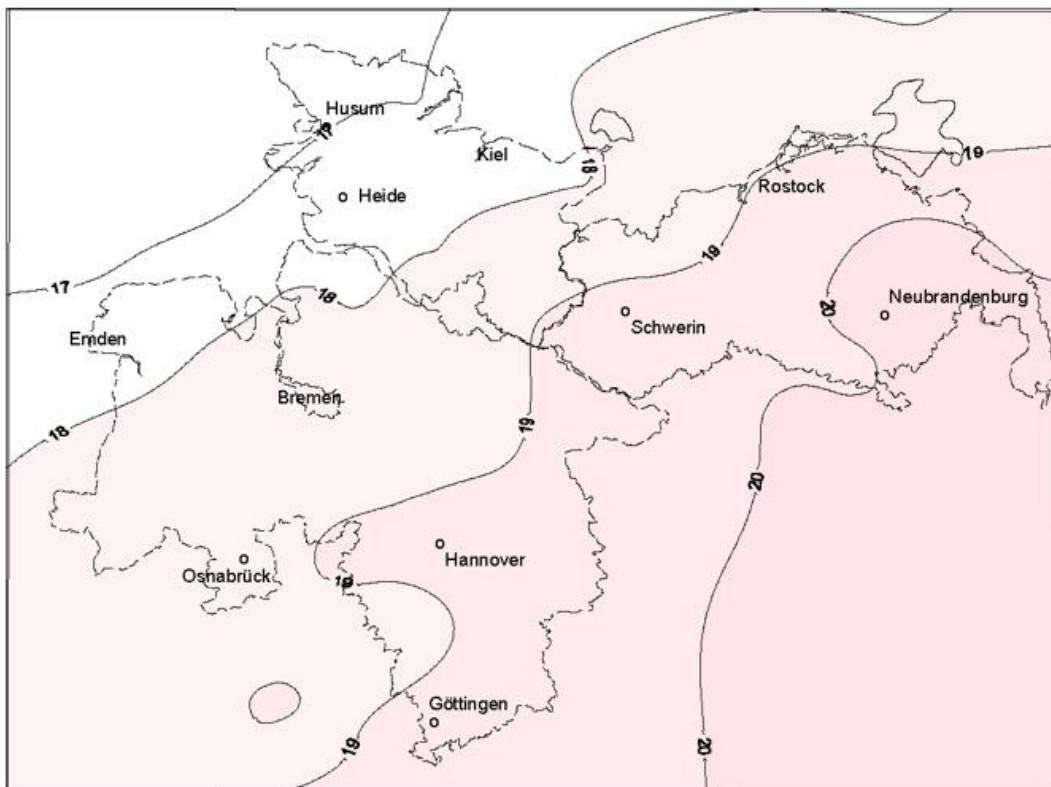 Husum
17
Kiel
18
19
Rostock
Heide
19
17
18
20
Neubrandenburg
Schwerin
Emden
Bremen
18
19
20
Hannover
Osnabrück
19
Göttingen
19
20